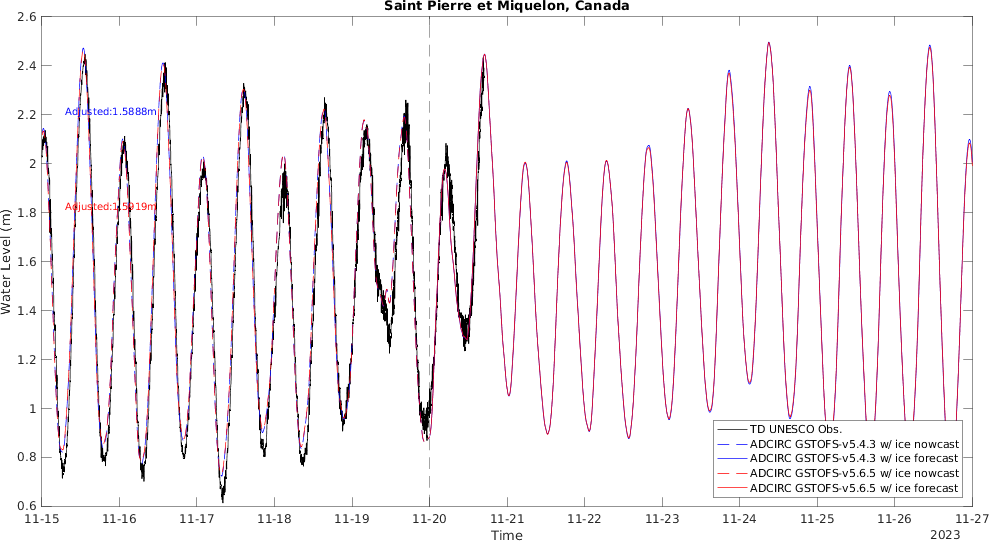 Saint Pierre et Miquelon, Canada
2.6
2.4
2.2
2
1.8
1.6
1.4
1.2
1
0.8
0.6
Water Level (m)
Adjusted:1.5888m
Adjusted:1.5919m
TD UNESCO Obs.
ADCIRC GSTOFS-v5.4.3 w/ ice nowcast
ADCIRC GSTOFS-v5.4.3 w/ ice forecast
ADCIRC GSTOFS-v5.6.5 w/ ice nowcast
ADCIRC GSTOFS-v5.6.5 w/ ice forecast
11-15 11-16 11-17 11-18 11-19 11-20 11-21 11-22 11-23 11-24 11-25 11-26 11-27
Time
2023